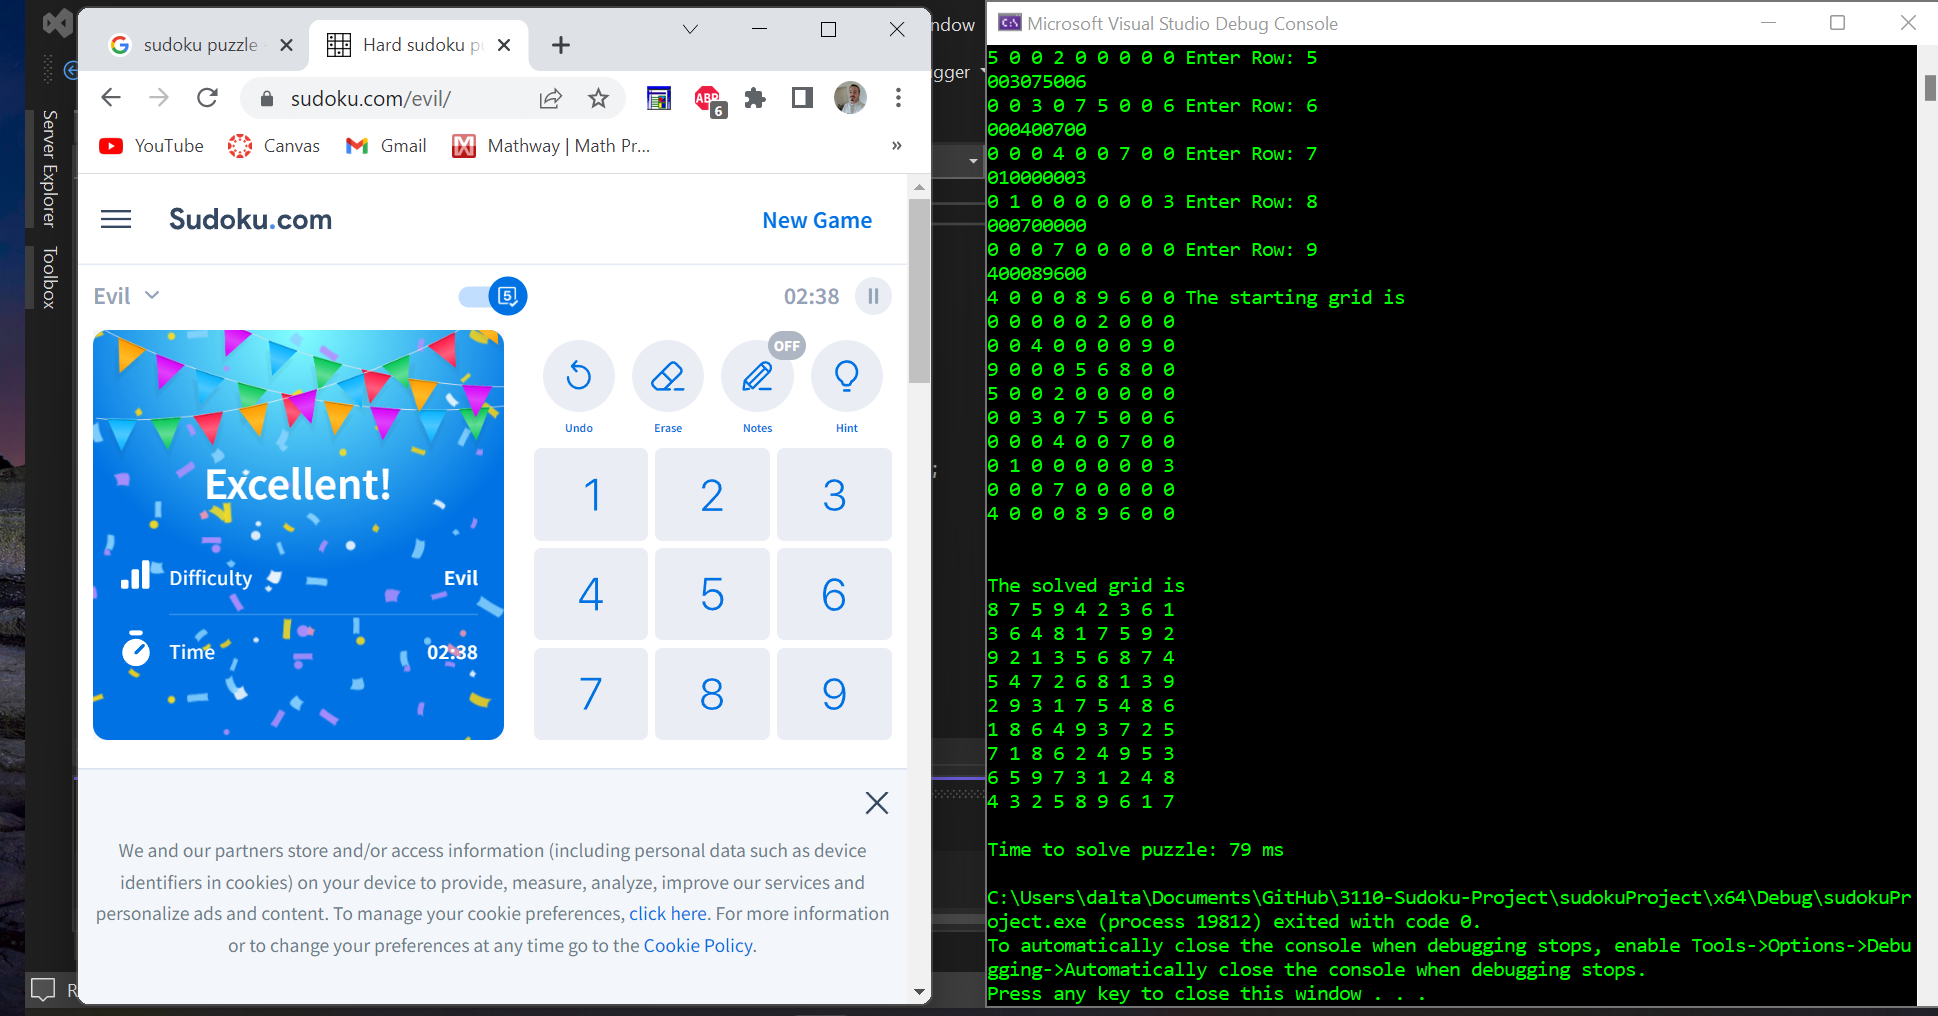 sudoku puzzle
Hard sudoku pu
sudoku.com/evil/
ABP
6
YouTube
Canvas
Gmail
Mathway | Math Pr...
»
Server Explorer
Toolbox
ndow
gger
Sudoku.com
New Game
Evil
5
02:38
OFF
Undo
Erase
Notes
Hint
Excellent!
Difficulty
Evil
Time
02:38
1 2 3
4 5 6
7 8 9
We and our partners store and/or access information (including personal data such as device
identifiers in cookies) on your device to provide, measure, analyze, improve our services and
personalize ads and content. To manage your cookie preferences, click here. For more information
or to change your preferences at any time go to the Cookie Policy.
R
;
C:\
Microsoft Visual Studio Debug Console
5 0 0 2 0 0 0 0 0 Enter Row: 5
003075006
0 0 3 0 7 5 0 0 6 Enter Row: 6
000400700
0 0 0 4 0 0 7 0 0 Enter Row: 7
010000003
0 1 0 0 0 0 0 0 3 Enter Row: 8
000700000
0 0 0 7 0 0 0 0 0 Enter Row: 9
400089600
4 0 0 0 8 9 6 0 0 The starting grid is
0 0 0 0 0 2 0 0 0
0 0 4 0 0 0 0 9 0
9 0 0 0 5 6 8 0 0
5 0 0 2 0 0 0 0 0
0 0 3 0 7 5 0 0 6
0 0 0 4 0 0 7 0 0
0 1 0 0 0 0 0 0 3
0 0 0 7 0 0 0 0 0
4 0 0 0 8 9 6 0 0
The solved grid is
8 7 5 9 4 2 3 6 1
3 6 4 8 1 7 5 9 2
9 2 1 3 5 6 8 7 4
5 4 7 2 6 8 1 3 9
2 9 3 1 7 5 4 8 6
1 8 6 4 9 3 7 2 5
7 1 8 6 2 4 9 5 3
6 5 9 7 3 1 2 4 8
4 3 2 5 8 9 6 1 7
Time to solve puzzle: 79 ms
C:\Users\dalta\Documents\GitHub\3110-Sudoku-Project\sudokuProject\x64\Debug\sudokuPr
oject.exe (process 19812) exited with code 0.
To automatically close the console when debugging stops, enable Tools->Options->Debu
gging->Automatically close the console when debugging stops.
Press any key to close this window . . .